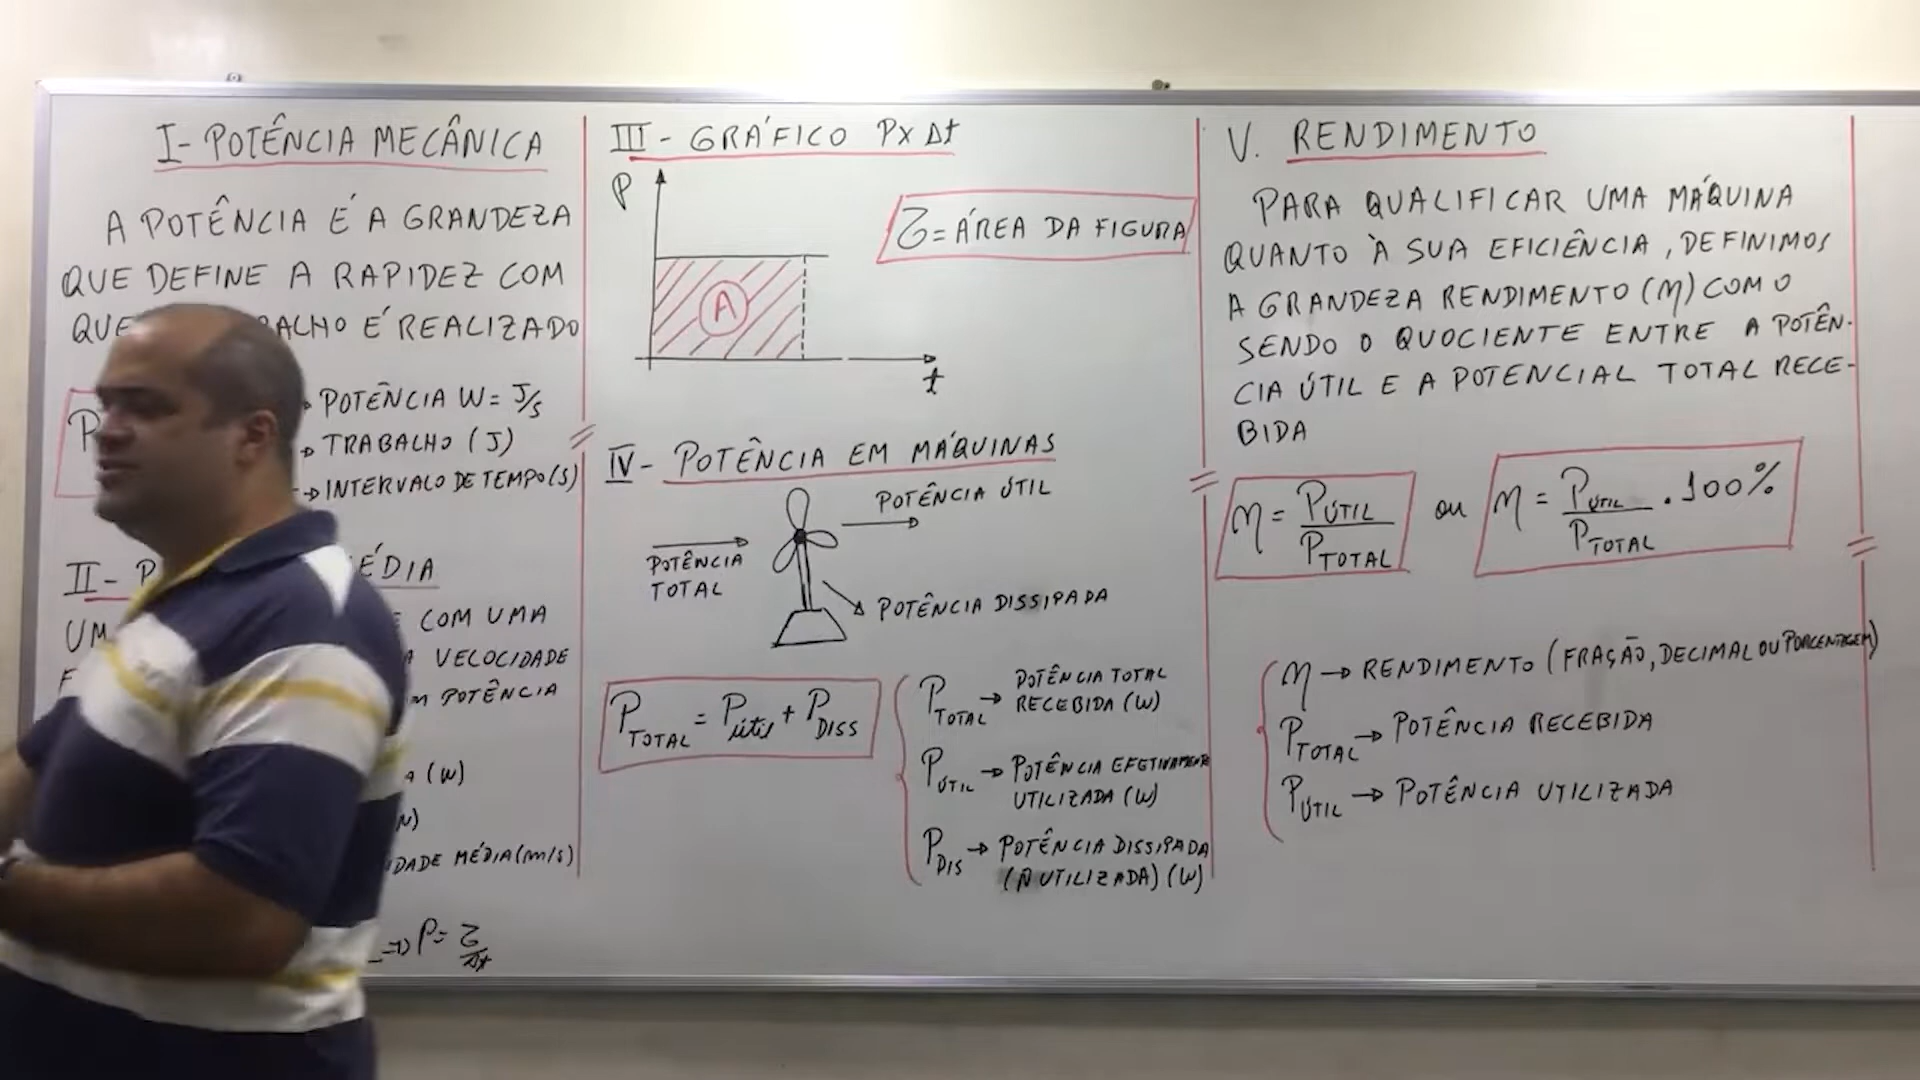 I- POTÊNCIA MECÂNICA
A POTÊNCIA É A GRANDEZA
QUE DEFINE A RAPIDEZ COM
QUE É REALIZADO
P
POTÊNCIA W = J/S
TRABALHO (J)
→ INTERVALO DE TEMPO (S)
II- P
COM UMA
VELOCIDADE
POTÊNCIA
(W)
MÉDIA (m/s)
⇒ P = τ/Δt
III - GRÁFICO P x Δt
P
A
t
τ = ÁREA DA FIGURA
IV - POTÊNCIA EM MÁQUINAS
POTÊNCIA ÚTIL
POTÊNCIA
TOTAL
POTÊNCIA DISSIPADA
P TOTAL = P útil + P DISS
P TOTAL → POTÊNCIA TOTAL
RECEBIDA (W)
P ÚTIL → POTÊNCIA EFETIVAMENTE
UTILIZADA (W)
P DIS → POTÊNCIA DISSIPADA
(Ñ UTILIZADA) (W)
V. RENDIMENTO
PARA QUALIFICAR UMA MÁQUINA
QUANTO À SUA EFICIÊNCIA, DEFINIMOS
A GRANDEZA RENDIMENTO (η) COMO
SENDO O QUOCIENTE ENTRE A POTÊN-
CIA ÚTIL E A POTENCIAL TOTAL RECE-
BIDA
η = P ÚTIL / P TOTAL ou η = P ÚTIL / P TOTAL . 100%
η → RENDIMENTO (FRAÇÃO, DECIMAL OU PORCENTAGEM)
P TOTAL → POTÊNCIA RECEBIDA
P ÚTIL → POTÊNCIA UTILIZADA